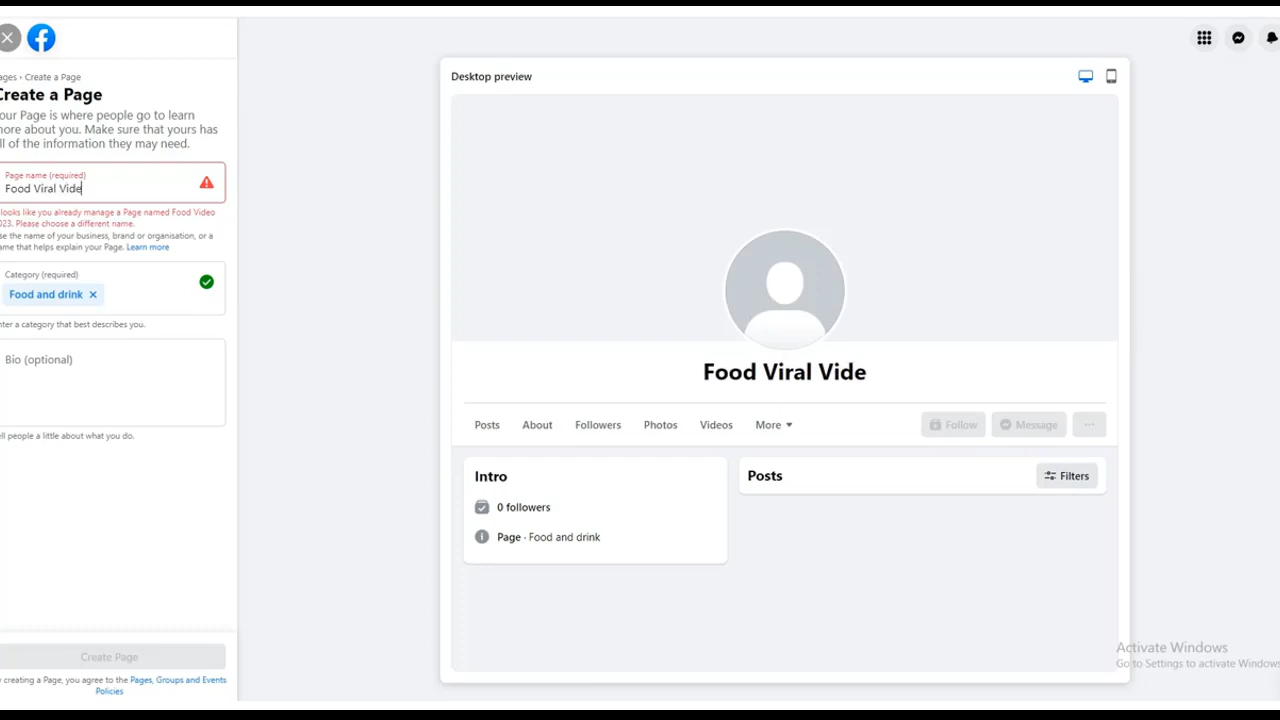 ages › Create a Page
Create a Page
our Page is where people go to learn
more about you. Make sure that yours has
ll of the information they may need.
Page name (required)
Food Viral Vide
looks like you already manage a Page named Food Video
023. Please choose a different name.
se the name of your business, brand or organisation, or a
ame that helps explain your Page. Learn more
Category (required)
Food and drink
nter a category that best describes you.
Bio (optional)
ell people a little about what you do.
Create Page
y creating a Page, you agree to the Pages, Groups and Events
Policies
Desktop preview
Food Viral Vide
Posts About Followers Photos Videos More Follow Message ...
Intro
0 followers
Page · Food and drink
Posts Filters
Activate Windows
Go to Settings to activate Windows